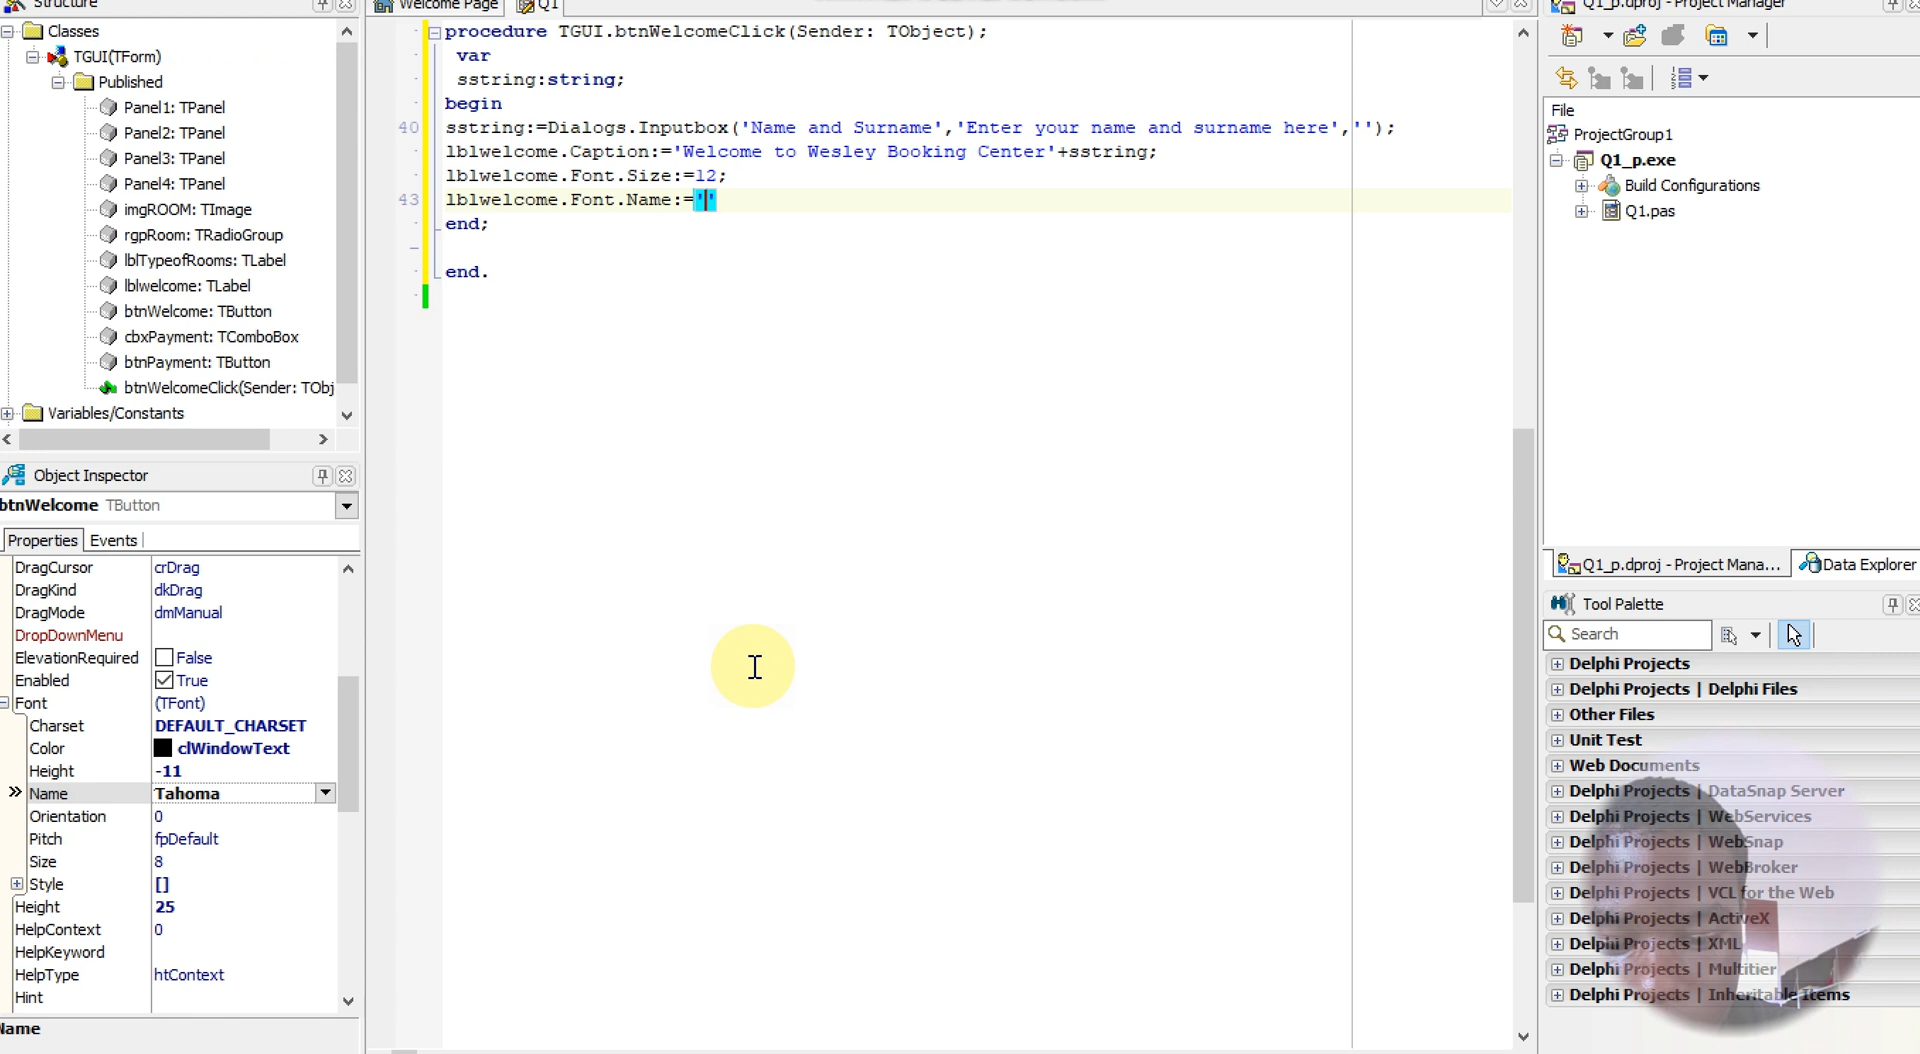 Structure
Classes
TGUI(TForm)
Published
Panel1: TPanel
Panel2: TPanel
Panel3: TPanel
Panel4: TPanel
imgROOM: TImage
rgpRoom: TRadioGroup
lblTypeofRooms: TLabel
lblwelcome: TLabel
btnWelcome: TButton
cbxPayment: TComboBox
btnPayment: TButton
btnWelcomeClick(Sender: TObj
Variables/Constants
Object Inspector
btnWelcome TButton
Properties Events
DragCursor crDrag
DragKind dkDrag
DragMode dmManual
DropDownMenu
ElevationRequired False
Enabled True
Font (TFont)
Charset DEFAULT_CHARSET
Color clWindowText
Height -11
Name Tahoma
Orientation 0
Pitch fpDefault
Size 8
Style []
Height 25
HelpContext 0
HelpKeyword
HelpType htContext
Hint
Name
Welcome Page Q1
procedure TGUI.btnWelcomeClick(Sender: TObject);
var
sstring:string;
begin
40 sstring:=Dialogs.Inputbox('Name and Surname','Enter your name and surname here','');
lblwelcome.Caption:='Welcome to Wesley Booking Center'+sstring;
lblwelcome.Font.Size:=12;
43 lblwelcome.Font.Name:=''
end;
end.
Q1_p.dproj - Project Manager
File
ProjectGroup1
Q1_p.exe
Build Configurations
Q1.pas
Q1_p.dproj - Project Mana... Data Explorer
Tool Palette
Search
Delphi Projects
Delphi Projects | Delphi Files
Other Files
Unit Test
Web Documents
Delphi Projects | DataSnap Server
Delphi Projects | WebServices
Delphi Projects | WebSnap
Delphi Projects | WebBroker
Delphi Projects | VCL for the Web
Delphi Projects | ActiveX
Delphi Projects | XML
Delphi Projects | Multitier
Delphi Projects | Inheritable Items